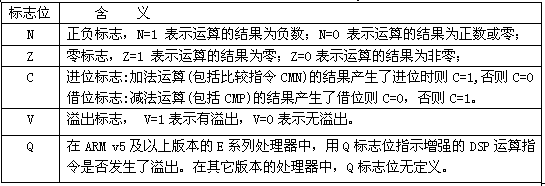 标志位 含 义
N 正负标志，N=1 表示运算的结果为负数；N=0 表示运算的结果为正数或零；
Z 零标志，Z=1 表示运算的结果为零；Z=0 表示运算的结果为非零；
C 进位标志:加法运算(包括比较指令 CMN)的结果产生了进位时则 C=1,否则 C=0
借位标志:减法运算(包括 CMP)的结果产生了借位则 C=0，否则 C=1。
V 溢出标志， V=1 表示有溢出，V=0 表示无溢出。
Q 在 ARM v5 及以上版本的 E 系列处理器中，用 Q 标志位指示增强的 DSP 运算指
令是否发生了溢出。在其它版本的处理器中，Q 标志位无定义。